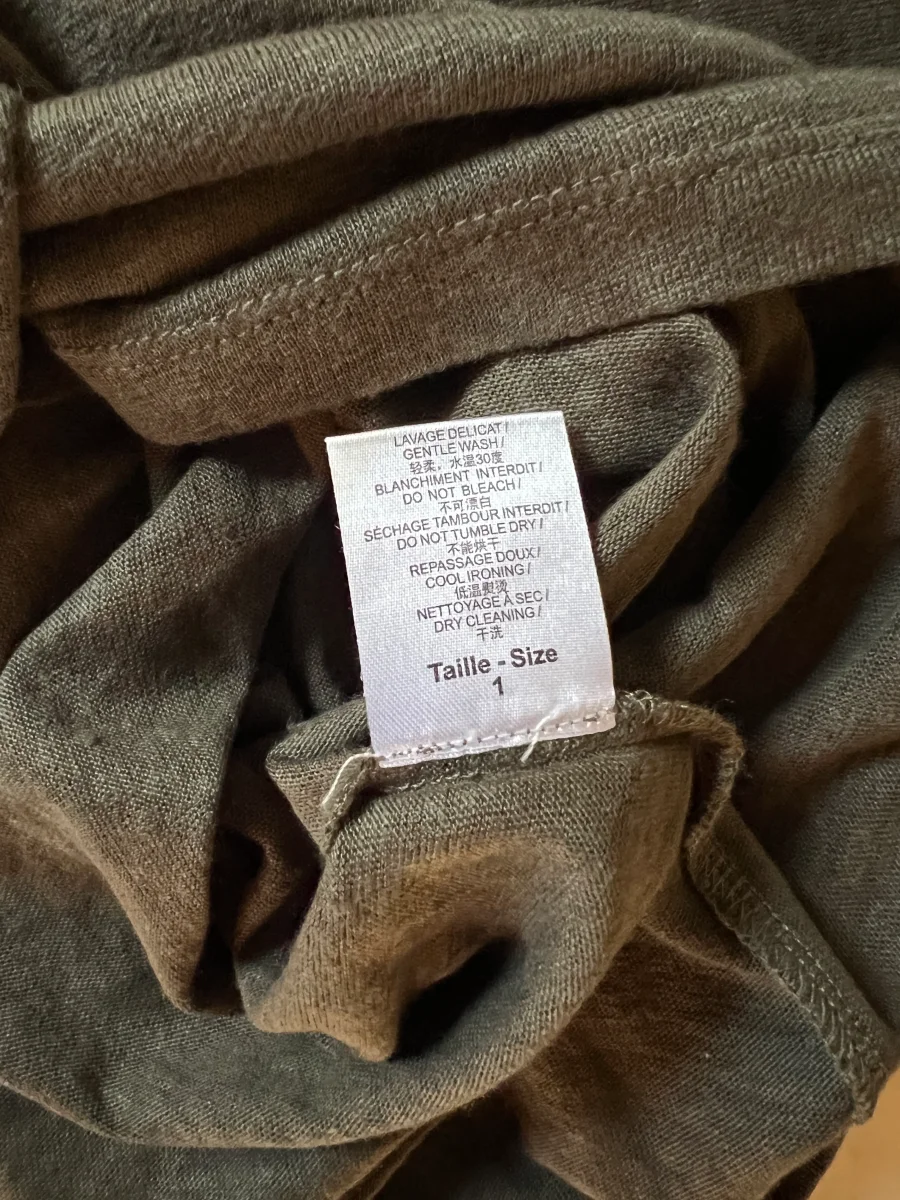 LAVAGE DELICAT/
GENTLE WASH/
轻柔，水温30度
BLANCHIMENT INTERDIT/
DO NOT BLEACH/
不可漂白
SÉCHAGE TAMBOUR INTERDIT/
DO NOT TUMBLE DRY/
不能烘干
REPASSAGE DOUX/
COOL IRONING/
低温熨烫
NETTOYAGE À SEC/
DRY CLEANING/
干洗
Taille - Size
1